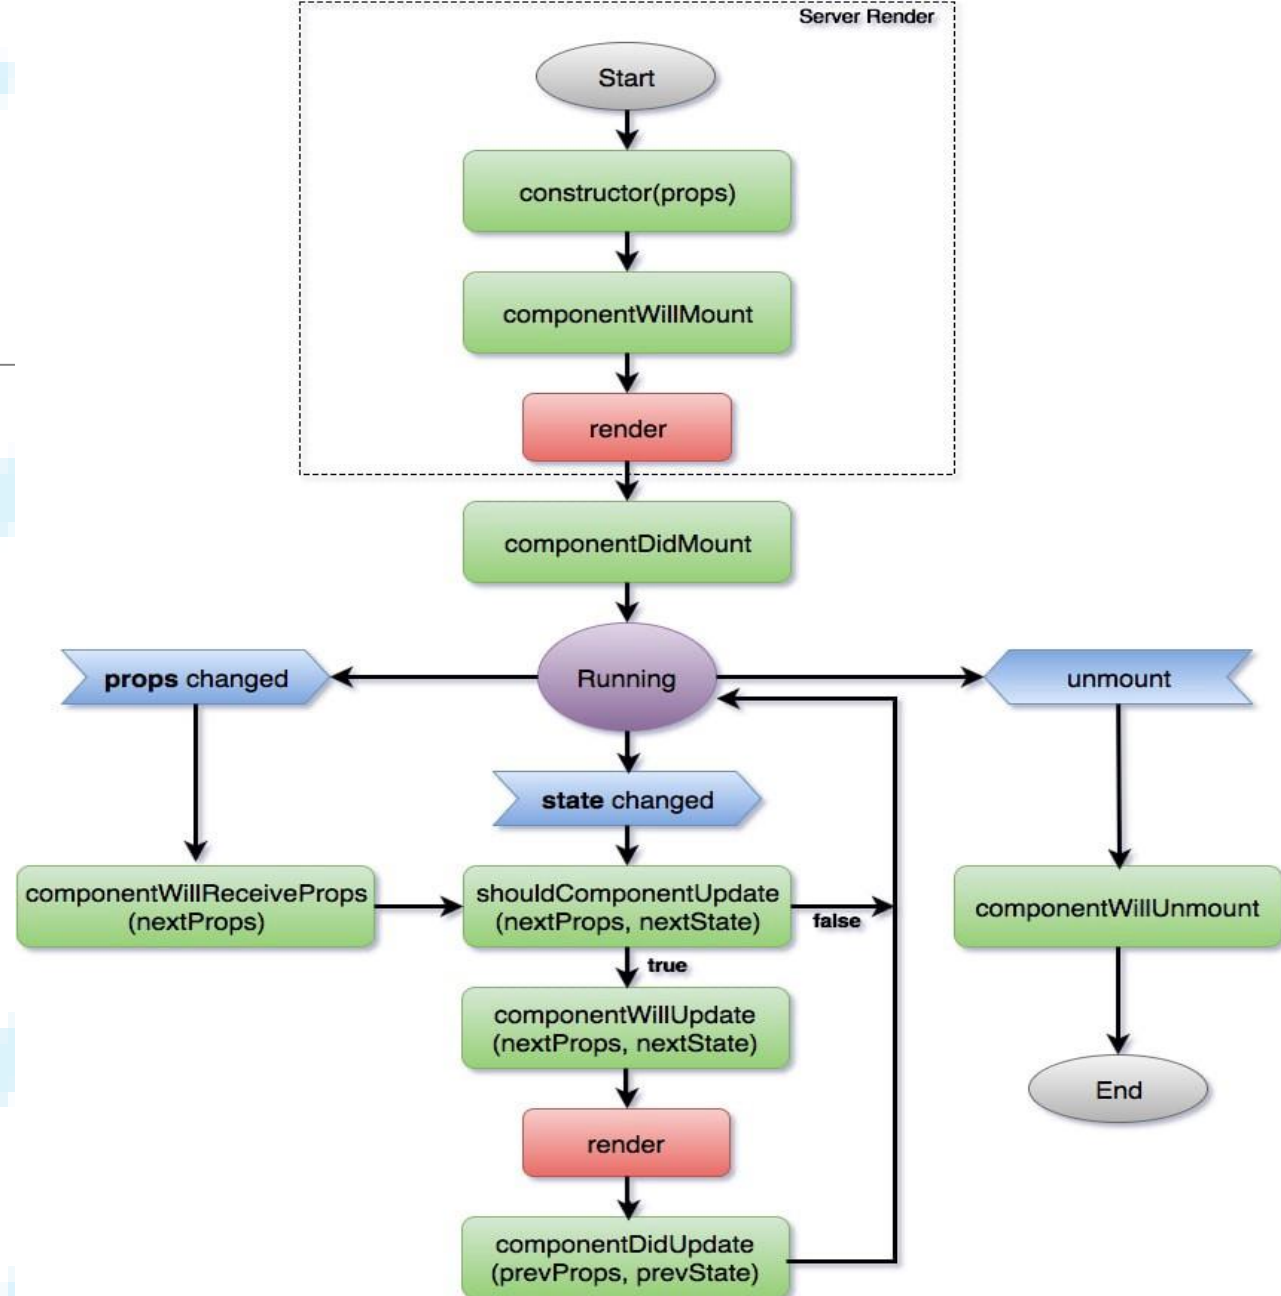 Server Render
Start
constructor(props)
componentWillMount
render
componentDidMount
props changed
Running
unmount
state changed
componentWillReceiveProps
(nextProps)
shouldComponentUpdate
(nextProps, nextState)
false
componentWillUnmount
true
componentWillUpdate
(nextProps, nextState)
End
render
componentDidUpdate
(prevProps, prevState)